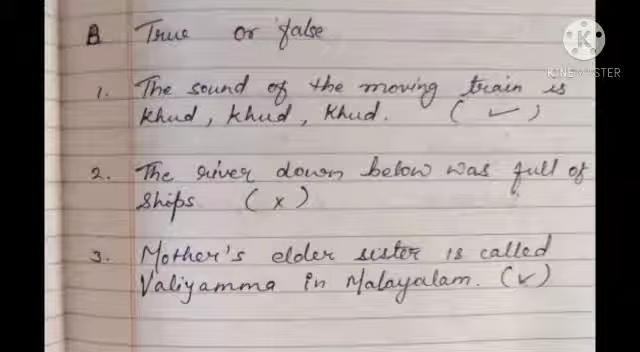 B True or false
K
KINEMASTER
1. The sound of the moving train is
Khud, khud, khud. ( ✓ )
2. The river down below was full of
ships (x)
3. Mother's elder sister is called
Valiyamma in Malayalam. (✓)